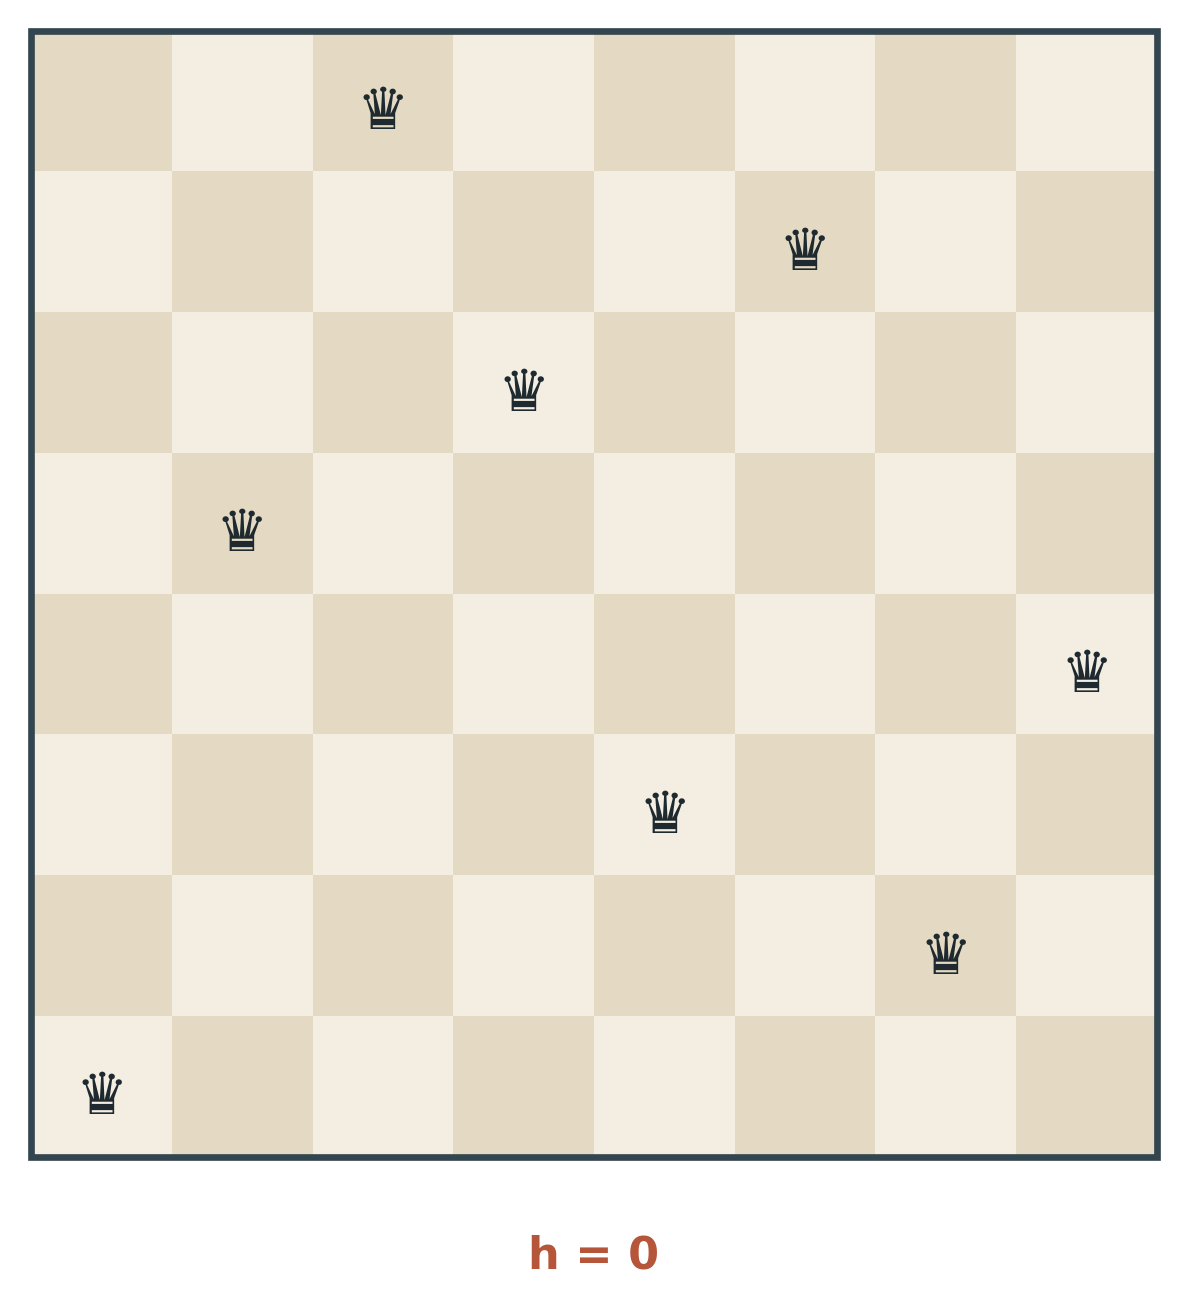 h = 0